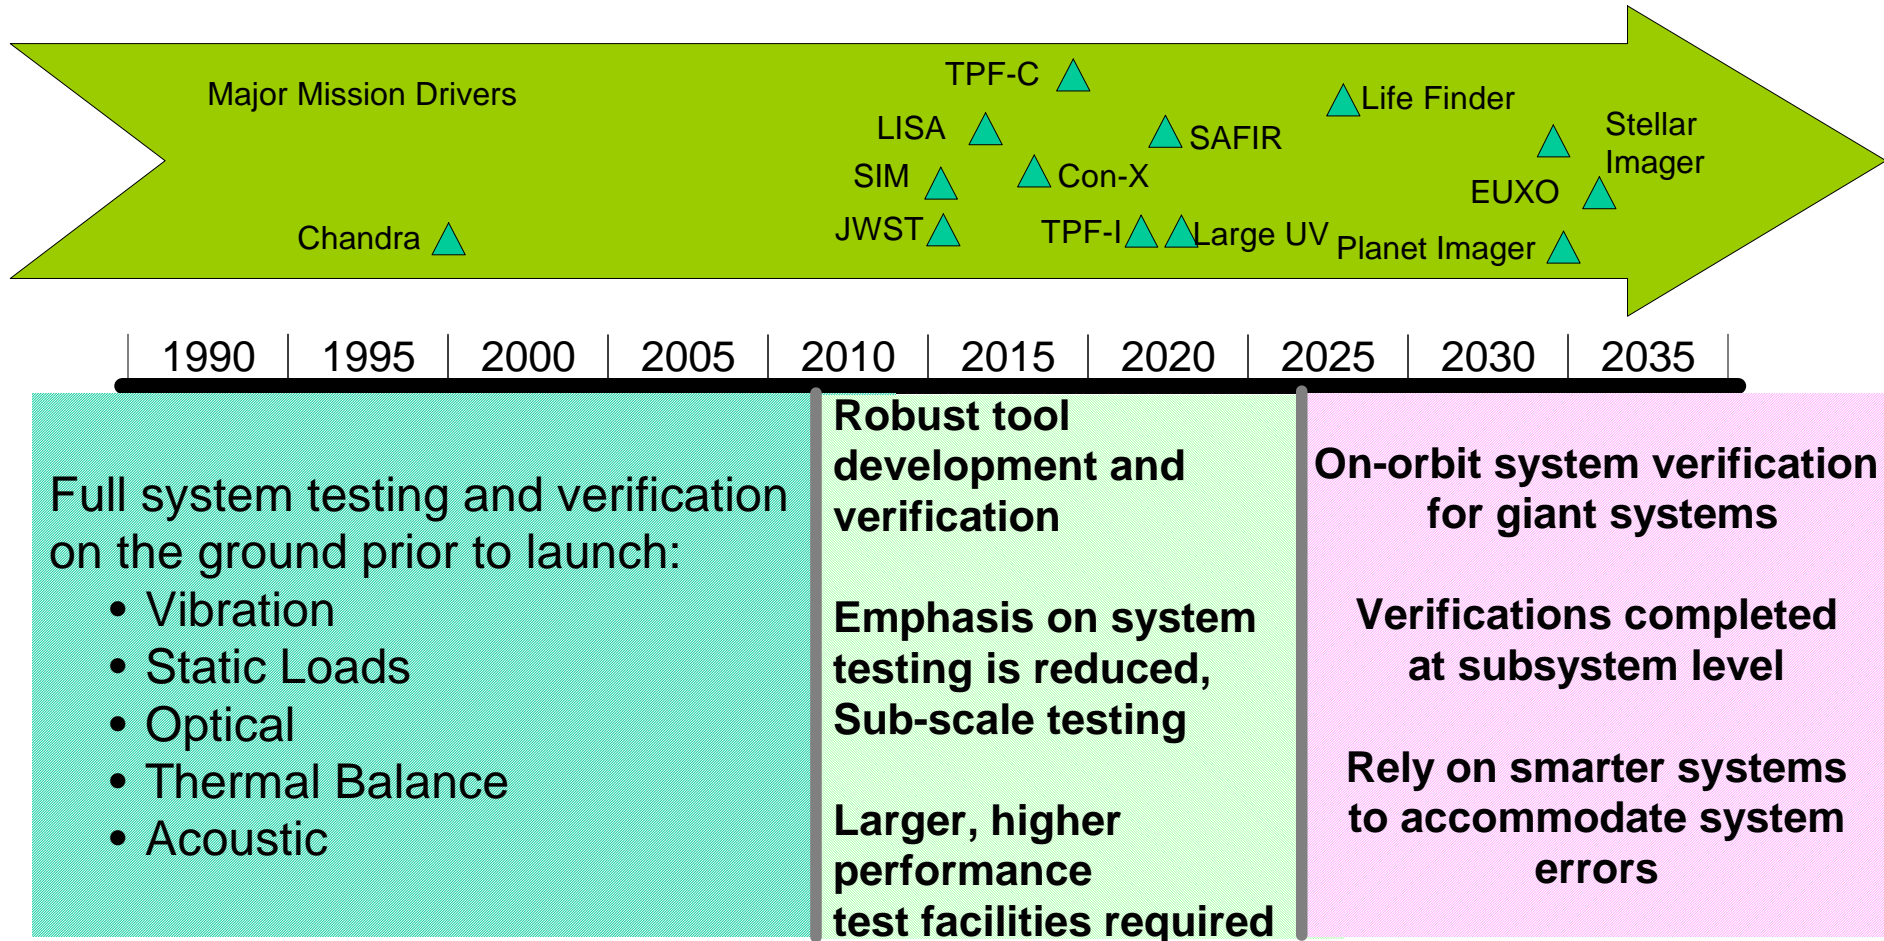 Major Mission Drivers
TPF-C
Life Finder
LISA
SAFIR
Stellar
Imager
SIM
Con-X
EUXO
Chandra
JWST
TPF-I
Large UV
Planet Imager
1990 1995 2000 2005 2010 2015 2020 2025 2030 2035
Full system testing and verification
on the ground prior to launch:
• Vibration
• Static Loads
• Optical
• Thermal Balance
• Acoustic
Robust tool
development and
verification
Emphasis on system
testing is reduced,
Sub-scale testing
Larger, higher
performance
test facilities required
On-orbit system verification
for giant systems
Verifications completed
at subsystem level
Rely on smarter systems
to accommodate system
errors